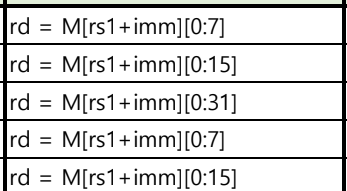 rd = M[rs1+imm][0:7]
rd = M[rs1+imm][0:15]
rd = M[rs1+imm][0:31]
rd = M[rs1+imm][0:7]
rd = M[rs1+imm][0:15]